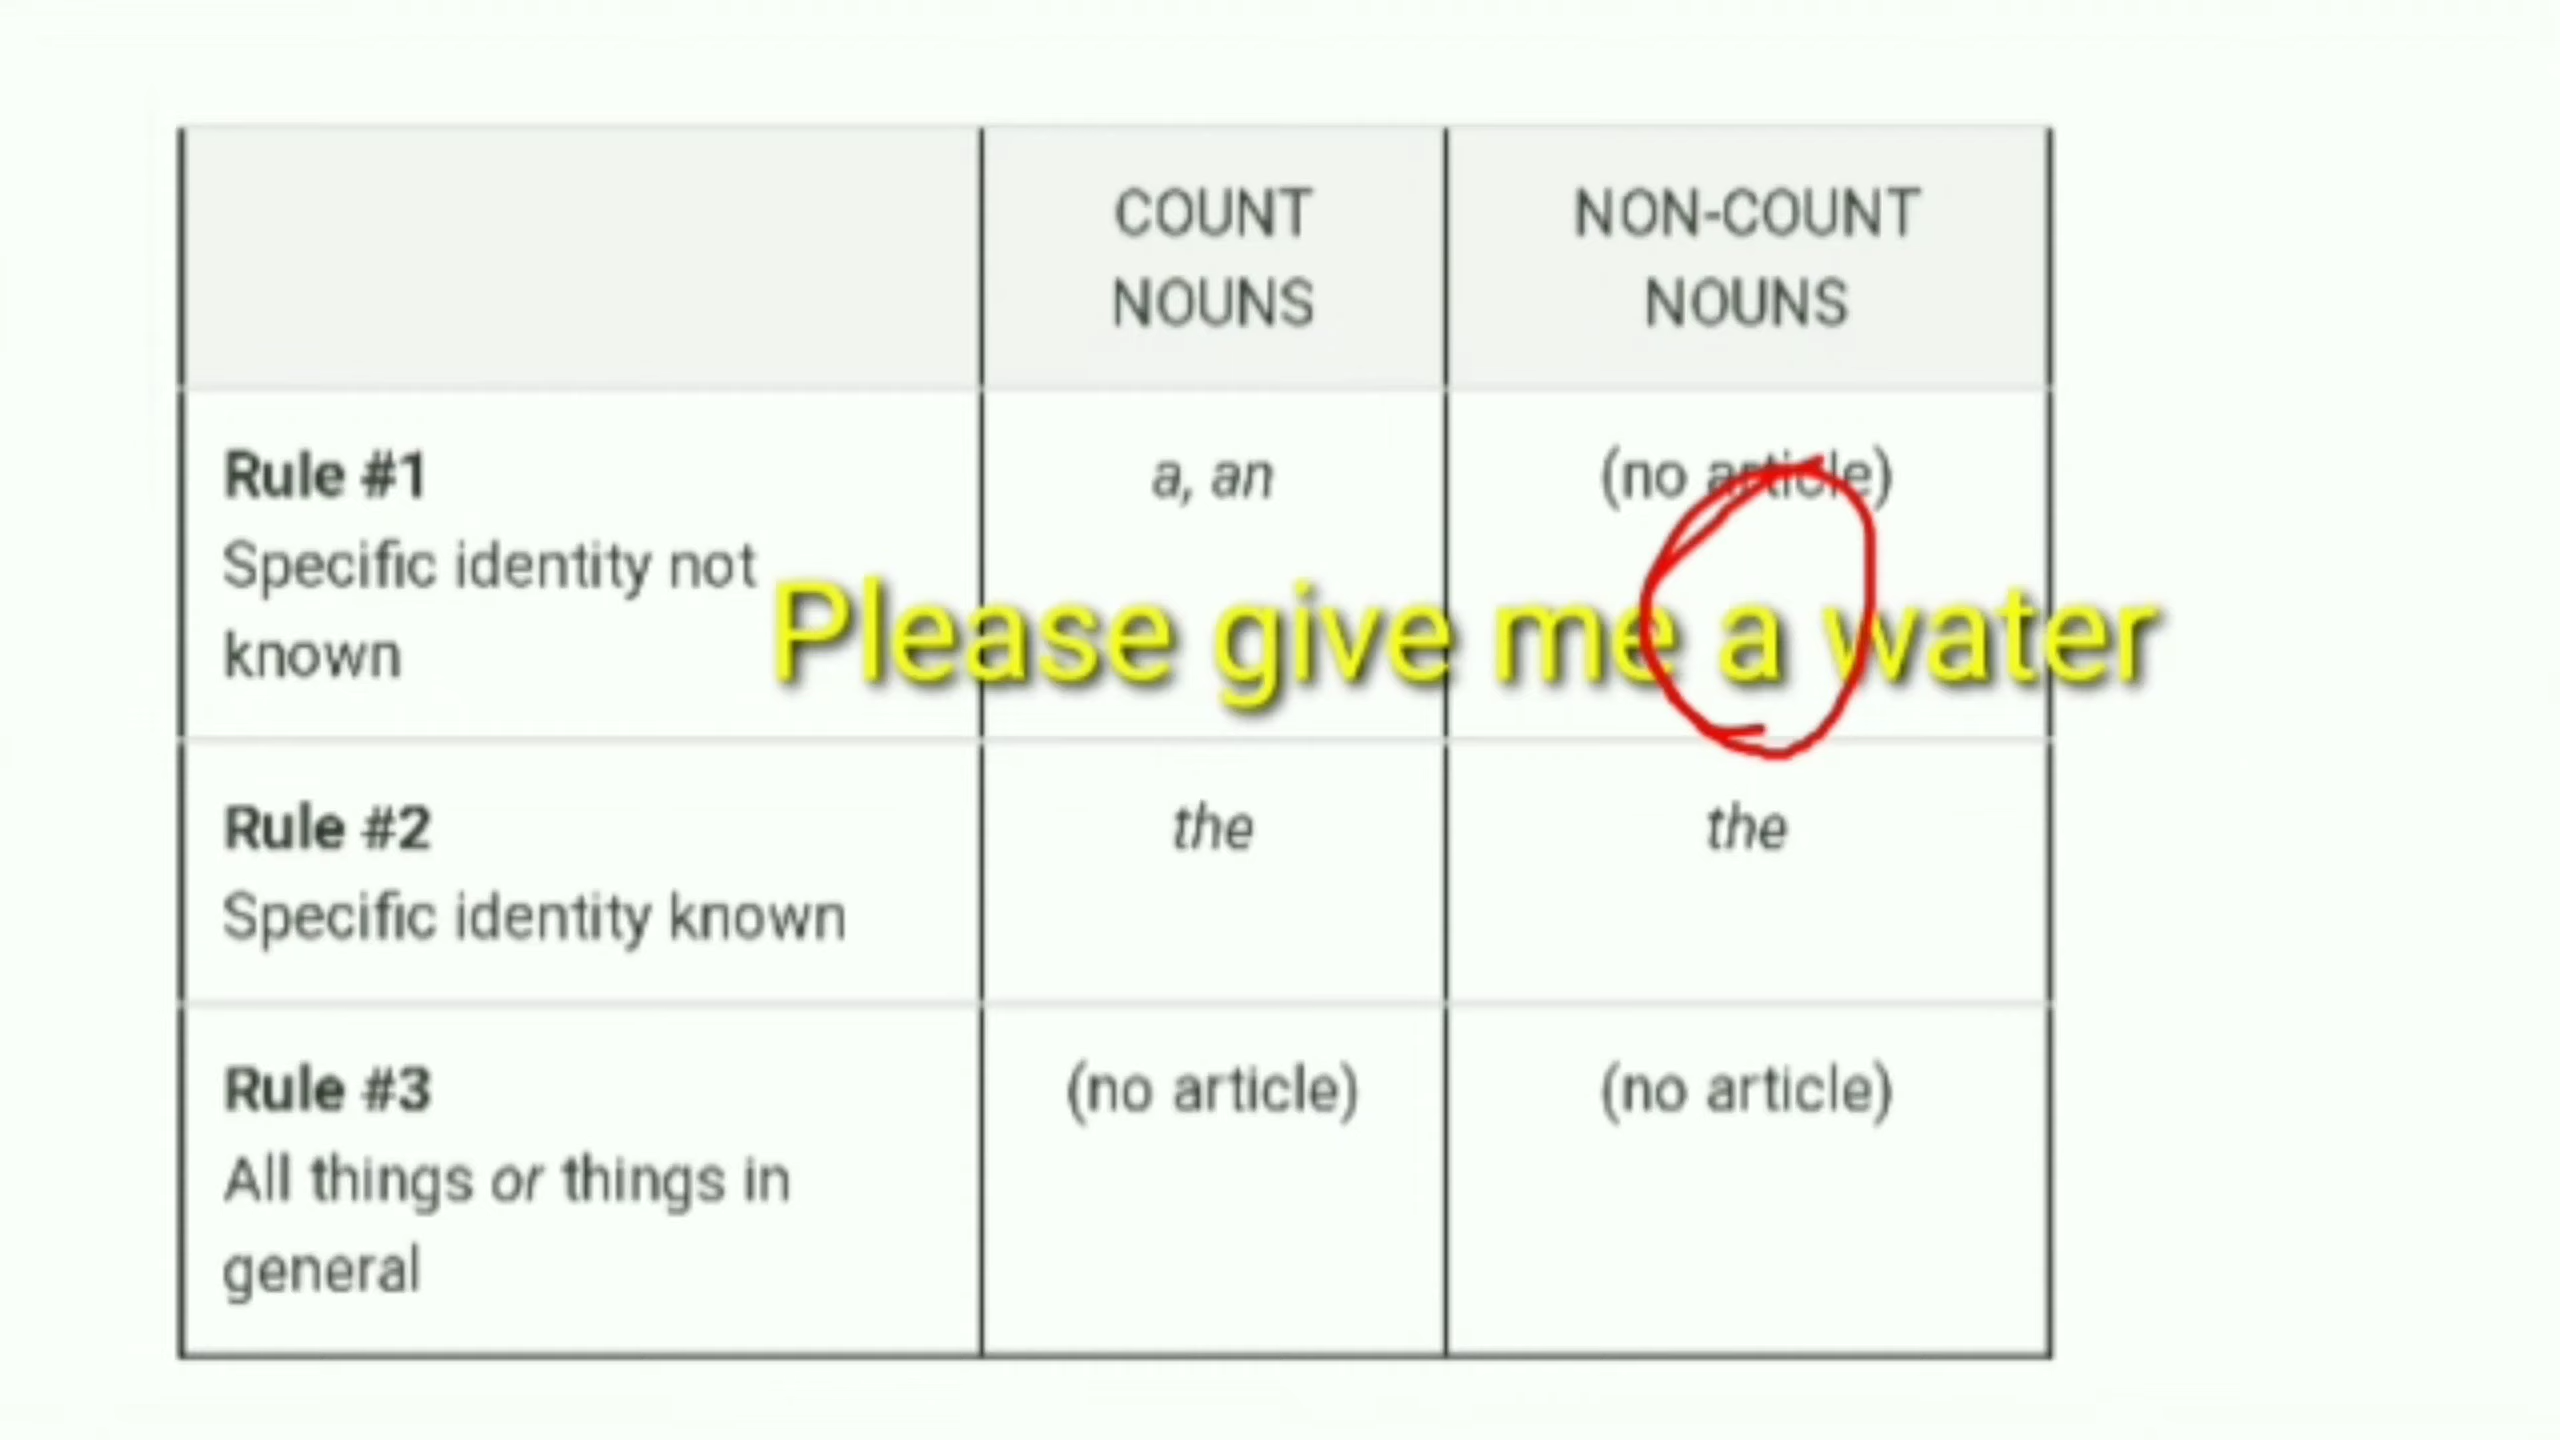 COUNT
NOUNS
NON-COUNT
NOUNS
Rule #1
Specific identity not
known
a, an
(no article)
Please give me a water
Rule #2
Specific identity known
the
the
Rule #3
All things or things in
general
(no article)
(no article)